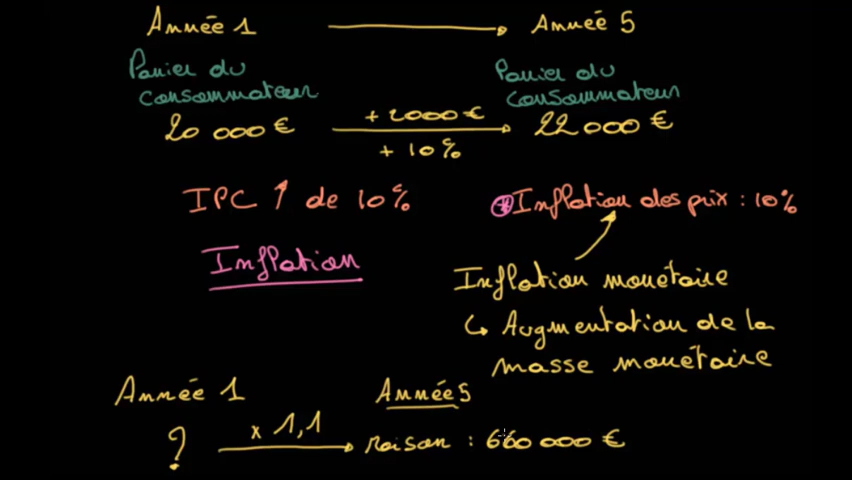 Année 1 Année 5
Panier du Panier du
consommateur consommateur
20 000 € + 2000 € 22 000 €
+ 10%
IPC ↑ de 10% * Inflation des prix : 10%
Inflation
Inflation monétaire
↳ Augmentation de la
masse monétaire
Année 1 Année 5
? x 1,1 maison : 660 000 €